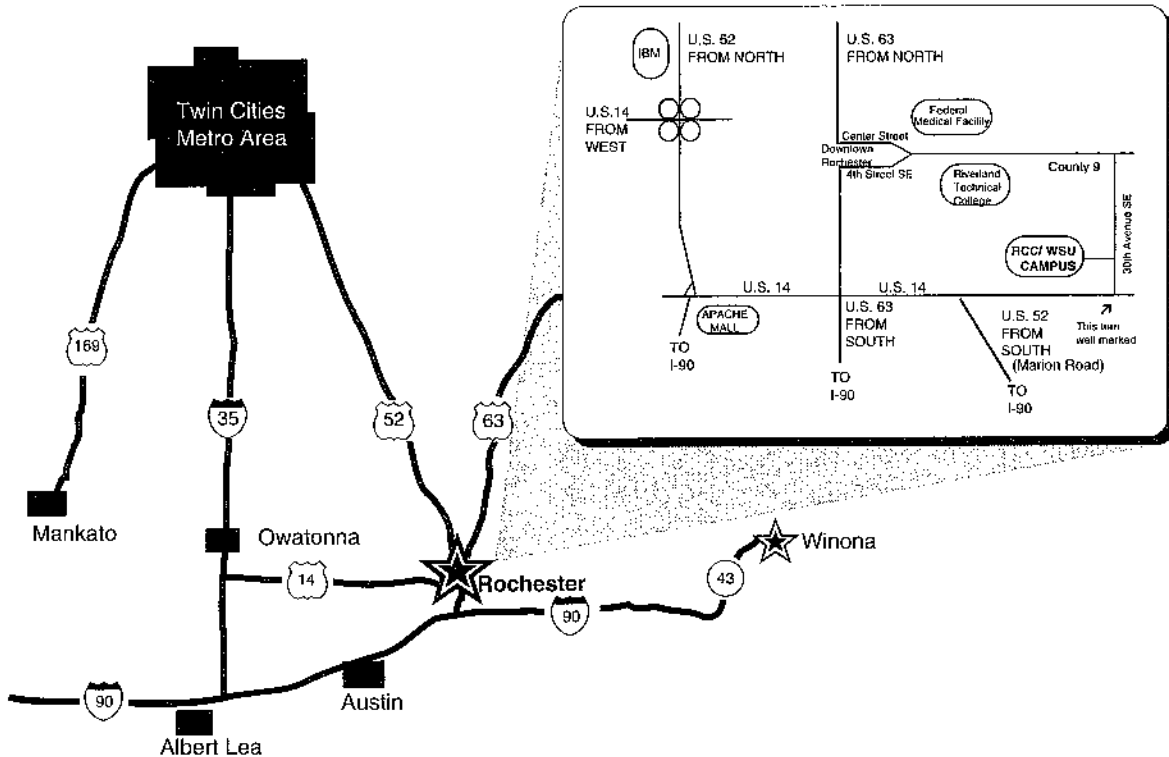 Twin Cities
Metro Area
169
35
52
63
Mankato
Owatonna
14
Rochester
90
43
Winona
Austin
90
Albert Lea
IBM
U.S. 52
FROM NORTH
U.S. 63
FROM NORTH
U.S.14
FROM
WEST
Federal
Medical Facility
Center Street
Downtown
Rochester
4th Street SE
County 9
Riverland
Technical
College
30th Avenue SE
RCC/ WSU
CAMPUS
U.S. 14
U.S. 14
APACHE
MALL
U.S. 63
FROM
SOUTH
U.S. 52
FROM
SOUTH
(Marion Road)
This turn
well marked
TO
I-90
TO
I-90
TO
I-90